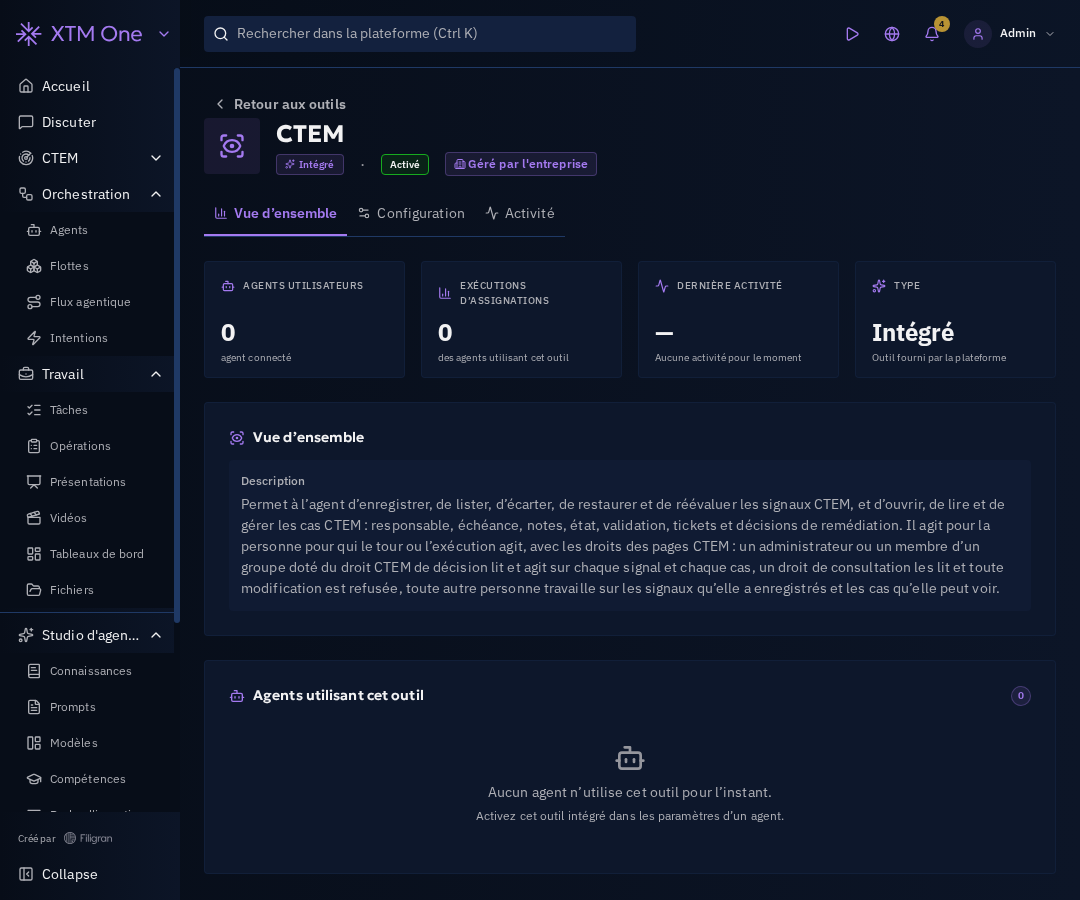 XTM One
Rechercher dans la plateforme (Ctrl K)
4
Admin
Accueil
Discuter
CTEM
Orchestration
Agents
Flottes
Flux agentique
Intentions
Travail
Tâches
Opérations
Présentations
Vidéos
Tableaux de bord
Fichiers
Studio d'agen...
Connaissances
Prompts
Modèles
Compétences
Créé par Filigran
Collapse
Retour aux outils
CTEM
Intégré · Activé Géré par l'entreprise
Vue d’ensemble Configuration Activité
AGENTS UTILISATEURS
0
agent connecté
EXÉCUTIONS
D’ASSIGNATIONS
0
des agents utilisant cet outil
DERNIÈRE ACTIVITÉ
—
Aucune activité pour le moment
TYPE
Intégré
Outil fourni par la plateforme
Vue d’ensemble
Description
Permet à l’agent d’enregistrer, de lister, d’écarter, de restaurer et de réévaluer les signaux CTEM, et d’ouvrir, de lire et de
gérer les cas CTEM : responsable, échéance, notes, état, validation, tickets et décisions de remédiation. Il agit pour la
personne pour qui le tour ou l’exécution agit, avec les droits des pages CTEM : un administrateur ou un membre d’un
groupe doté du droit CTEM de décision lit et agit sur chaque signal et chaque cas, un droit de consultation les lit et toute
modification est refusée, toute autre personne travaille sur les signaux qu’elle a enregistrés et les cas qu’elle peut voir.
Agents utilisant cet outil
0
Aucun agent n’utilise cet outil pour l’instant.
Activez cet outil intégré dans les paramètres d’un agent.